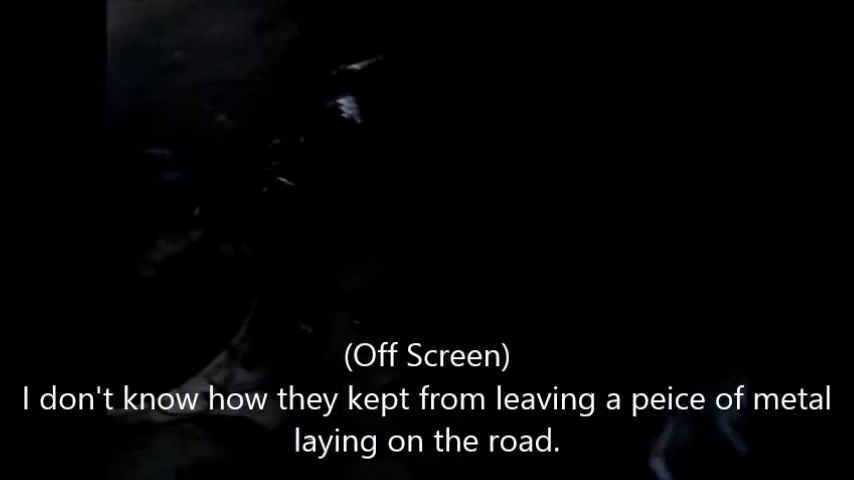 (Off Screen)
I don't know how they kept from leaving a peice of metal
laying on the road.